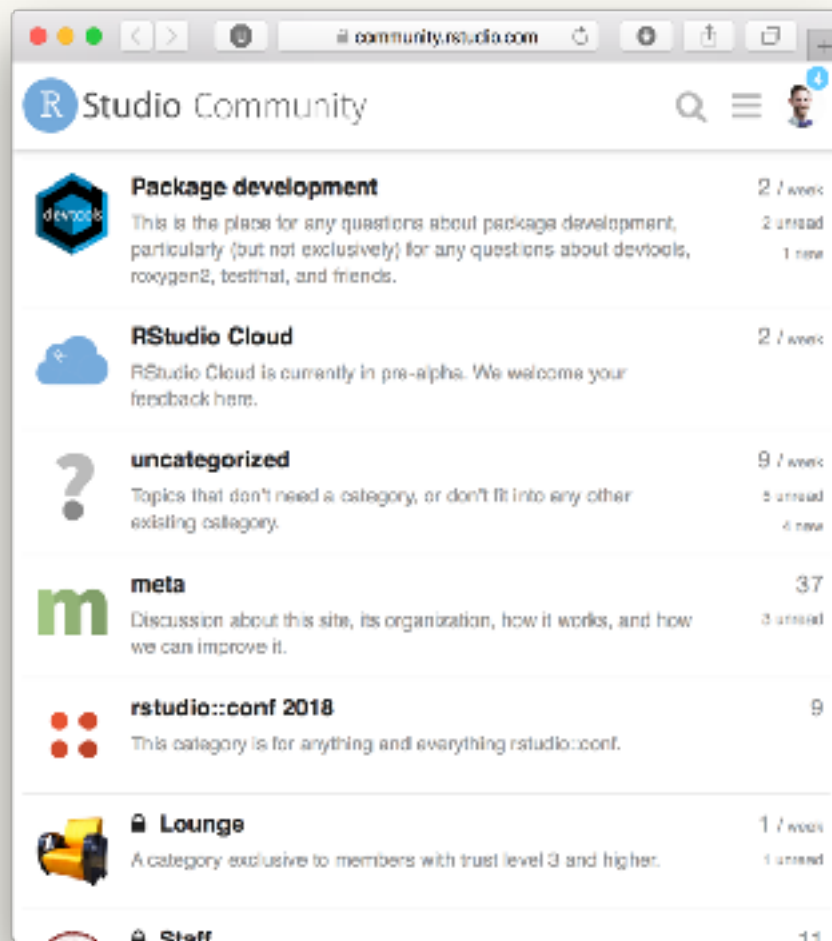 community.rstudio.com
R Studio Community
4
devtools
Package development
2 / week
This is the place for any questions about package development,
2 unread
particularly (but not exclusively) for any questions about devtools,
1 new
roxygen2, testthat, and friends.
R
RStudio Cloud
2 / week
RStudio Cloud is currently in pre-alpha. We welcome your
feedback here.
?
uncategorized
9 / week
Topics that don't need a category, or don't fit into any other
5 unread
existing category.
4 new
m
meta
37
Discussion about this site, its organization, how it works, and how
3 unread
we can improve it.
rstudio::conf 2018
9
This category is for anything and everything rstudio::conf.
Lounge
1 / week
A category exclusive to members with trust level 3 and higher.
1 unread
Staff
11